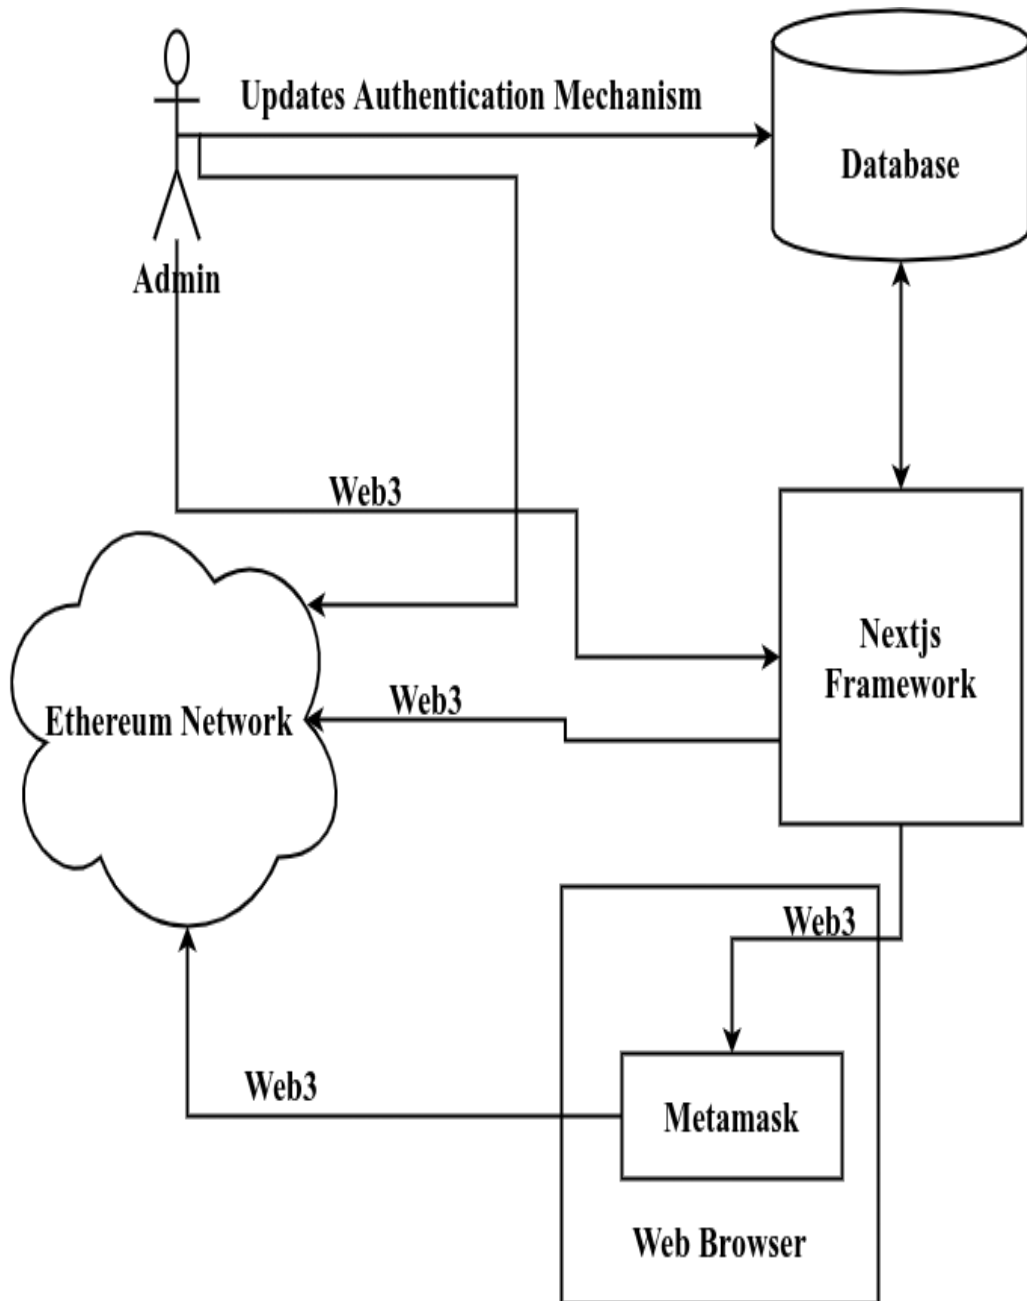 Updates Authentication Mechanism
Database
Admin
Web3
Nextjs
Framework
Web3
Ethereum Network
Web3
Web3
Metamask
Web Browser